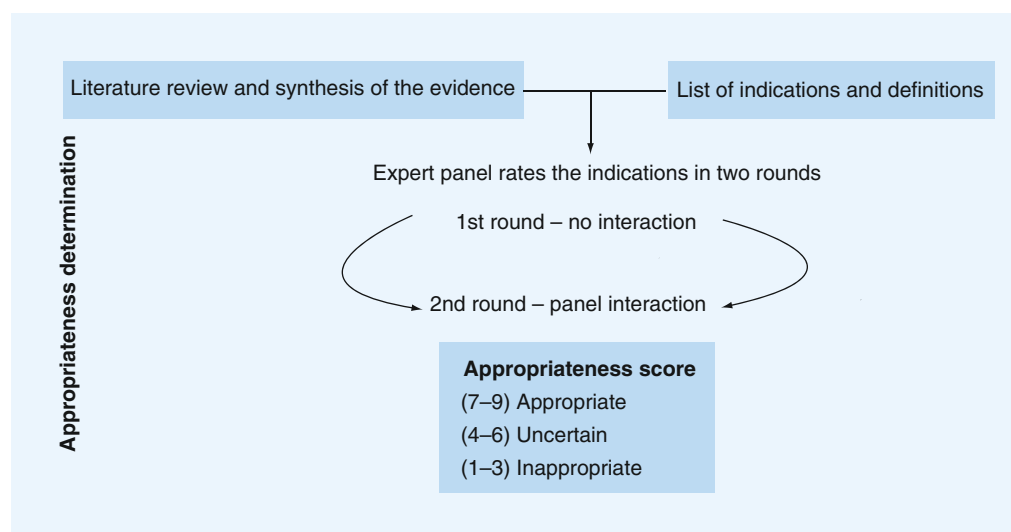 Literature review and synthesis of the evidence
List of indications and definitions
Appropriateness determination
Expert panel rates the indications in two rounds
1st round – no interaction
2nd round – panel interaction
Appropriateness score
(7–9) Appropriate
(4–6) Uncertain
(1–3) Inappropriate